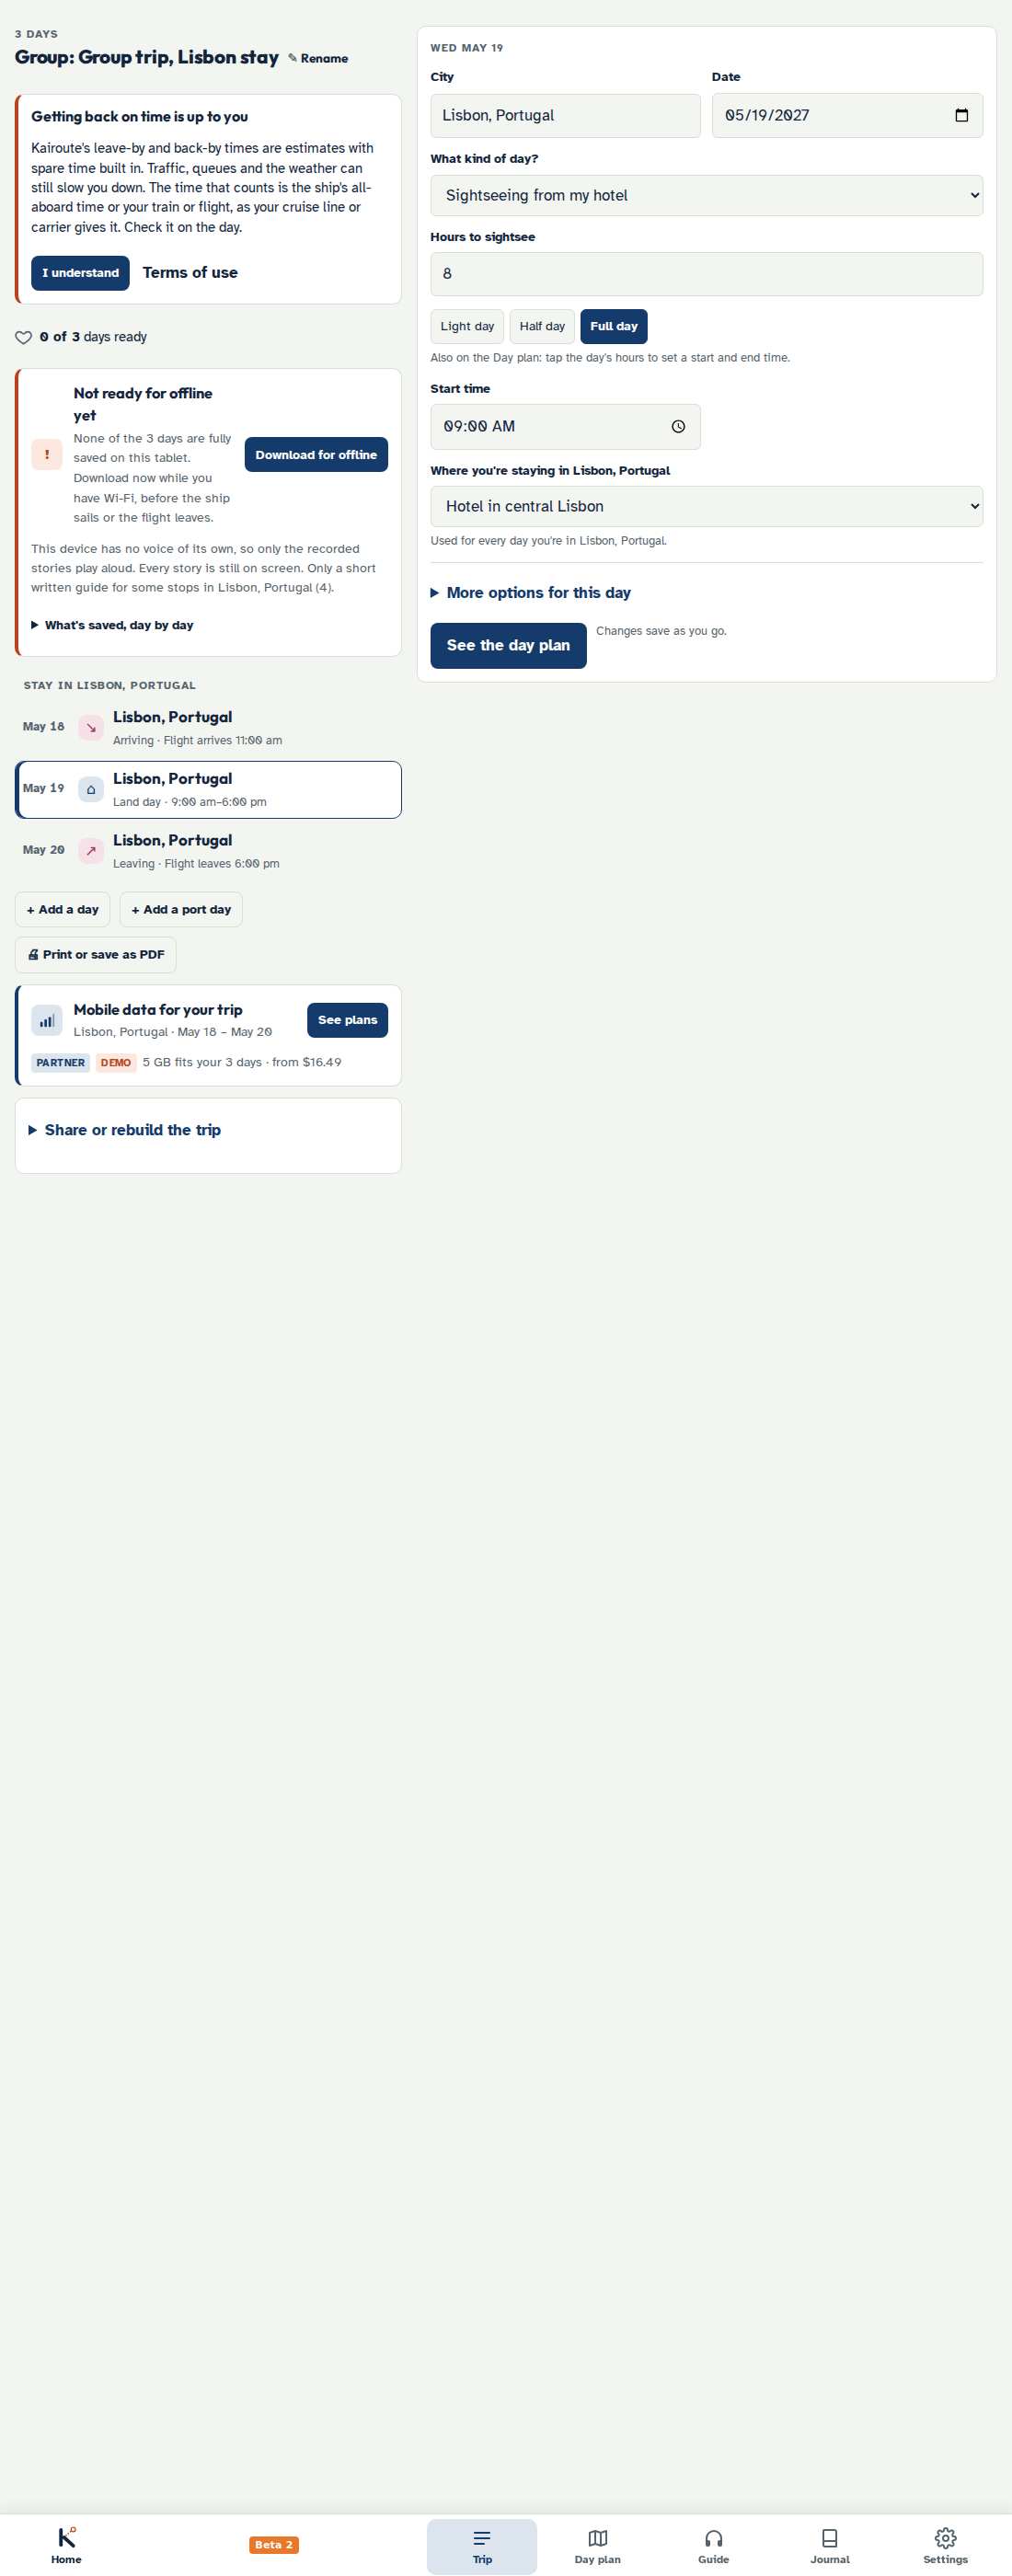 3 DAYS
Group: Group trip, Lisbon stay ✎ Rename
Getting back on time is up to you
Kairoute's leave-by and back-by times are estimates with
spare time built in. Traffic, queues and the weather can
still slow you down. The time that counts is the ship's all-
aboard time or your train or flight, as your cruise line or
carrier gives it. Check it on the day.
I understand Terms of use
0 of 3 days ready
Not ready for offline
yet
!
None of the 3 days are fully
saved on this tablet.
Download now while you
have Wi-Fi, before the ship
sails or the flight leaves.
Download for offline
This device has no voice of its own, so only the recorded
stories play aloud. Every story is still on screen. Only a short
written guide for some stops in Lisbon, Portugal (4).
▶ What's saved, day by day
STAY IN LISBON, PORTUGAL
May 18 ↘ Lisbon, Portugal
Arriving · Flight arrives 11:00 am
May 19 ⌂ Lisbon, Portugal
Land day · 9:00 am–6:00 pm
May 20 ↗ Lisbon, Portugal
Leaving · Flight leaves 6:00 pm
+ Add a day + Add a port day
Print or save as PDF
Mobile data for your trip
Lisbon, Portugal · May 18 – May 20
See plans
PARTNER DEMO 5 GB fits your 3 days · from $16.49
▶ Share or rebuild the trip
WED MAY 19
City Date
Lisbon, Portugal 05/19/2027
What kind of day?
Sightseeing from my hotel
Hours to sightsee
8
Light day Half day Full day
Also on the Day plan: tap the day's hours to set a start and end time.
Start time
09:00 AM
Where you're staying in Lisbon, Portugal
Hotel in central Lisbon
Used for every day you're in Lisbon, Portugal.
▶ More options for this day
See the day plan Changes save as you go.
Home Beta 2 Trip Day plan Guide Journal Settings